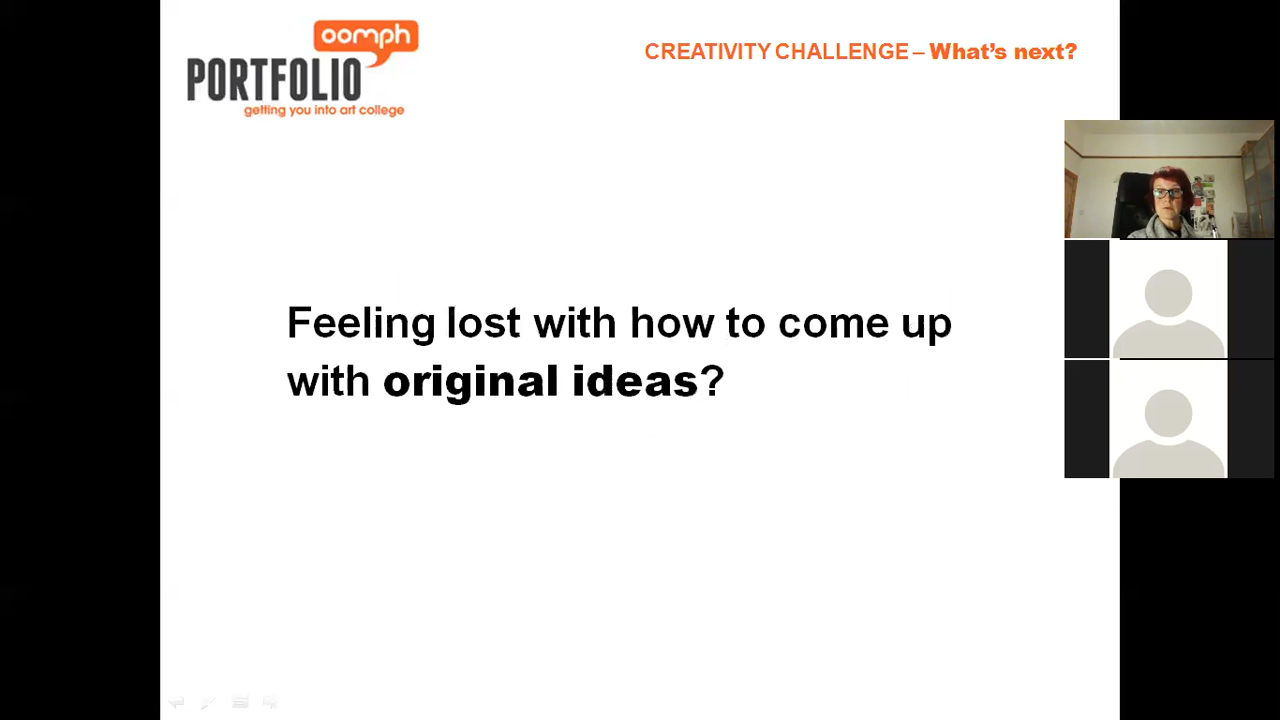 oomph
PORTFOLIO
getting you into art college
CREATIVITY CHALLENGE – What's next?
Feeling lost with how to come up
with original ideas?